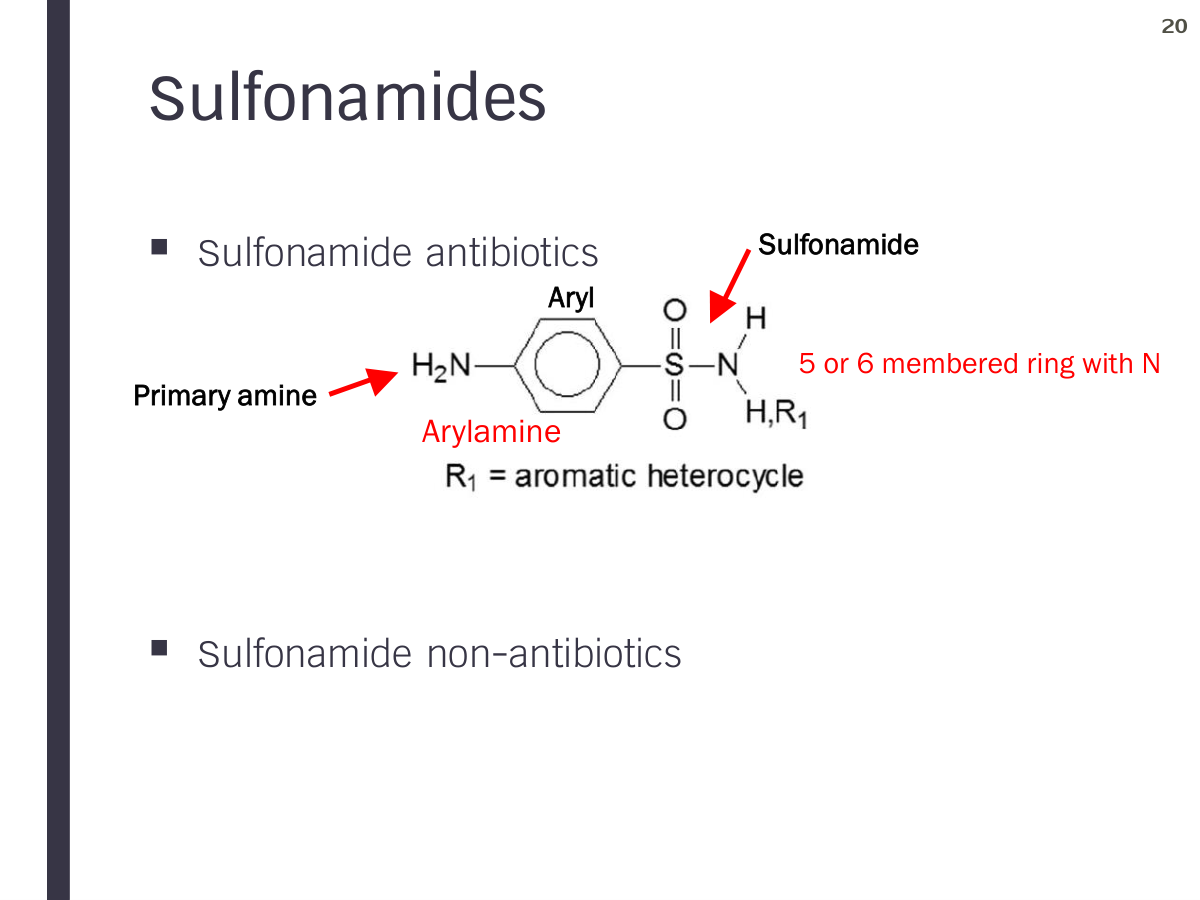 20
Sulfonamides
▪ Sulfonamide antibiotics
Sulfonamide
Aryl
O
H
H₂N
S
N
5 or 6 membered ring with N
Primary amine
O
H,R₁
Arylamine
R₁ = aromatic heterocycle
▪ Sulfonamide non-antibiotics